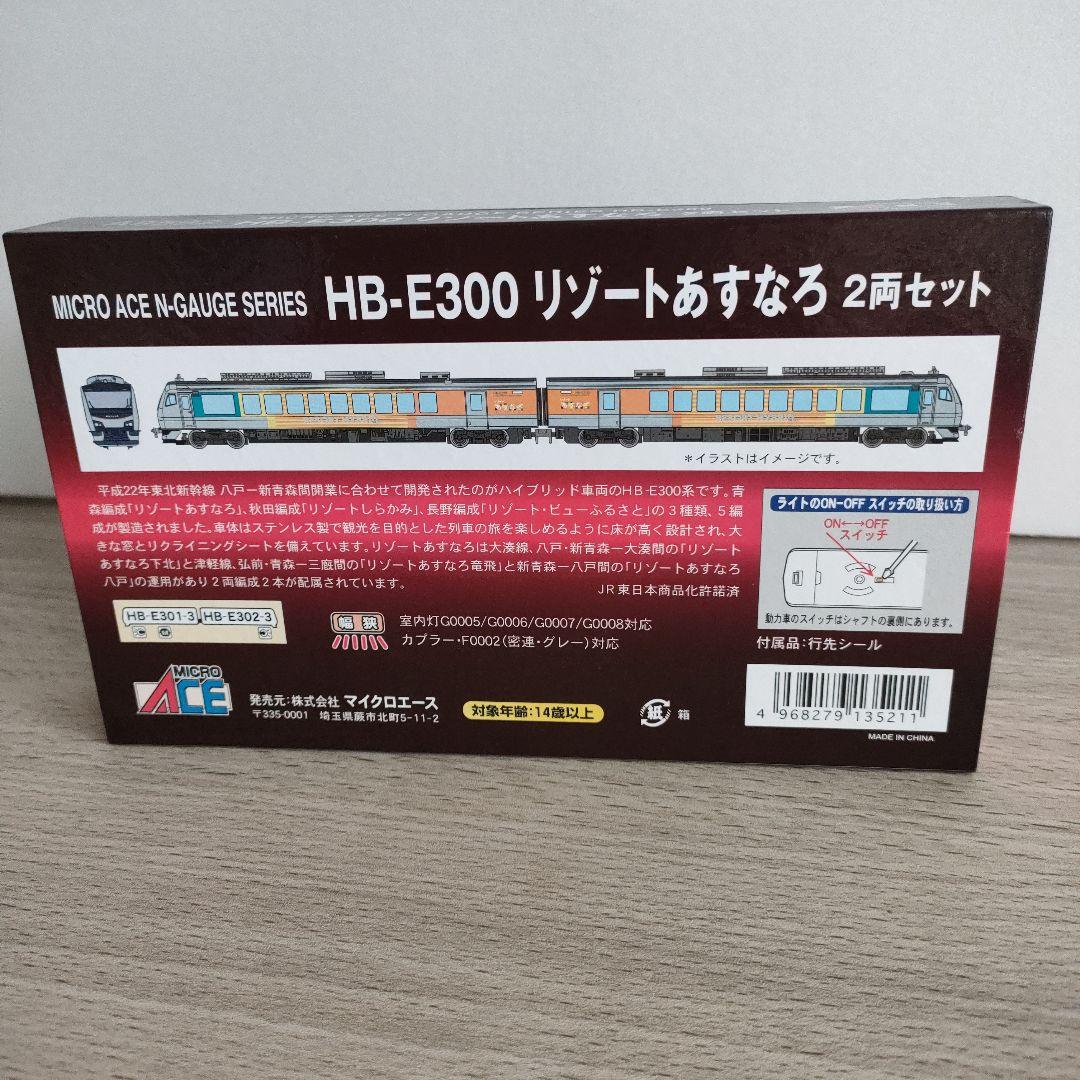 MICRO ACE N-GAUGE SERIES HB-E300 リゾートあすなろ 2両セット
あすなろ
あすなろ
*イラストはイメージです。
平成22年東北新幹線 八戸ー新青森間開業に合わせて開発されたのがハイブリッド車両のHB-E300系です。青
森編成「リゾートあすなろ」、秋田編成「リゾートしらかみ」、長野編成「リゾート・ビューふるさと」の3種類、5編
成が製造されました。車体はステンレス製で観光を目的とした列車の旅を楽しめるように床が高く設計され、大
きな窓とリクライニングシートを備えています。リゾートあすなろは大湊線、八戸・新青森ー大湊間の「リゾート
あすなろ下北」と津軽線、弘前・青森ー三厩間の「リゾートあすなろ竜飛」と新青森ー八戸間の「リゾートあすなろ
八戸」の運用があり2両編成2本が配属されています。
JR東日本商品化許諾済
ライトのON-OFF スイッチの取り扱い方
ON←→OFF
スイッチ
動力車のスイッチはシャフトの裏側にあります。
付属品:行先シール
HB-E301-3 HB-E302-3
M
幅狭
室内灯G0005/G0006/G0007/G0008対応
カプラー・F0002(密連・グレー)対応
MICRO
ACE
発売元:株式会社 マイクロエース
〒335-0001 埼玉県蕨市北町5-11-2
対象年齢:14歳以上
紙 箱
4 968279 135211
MADE IN CHINA